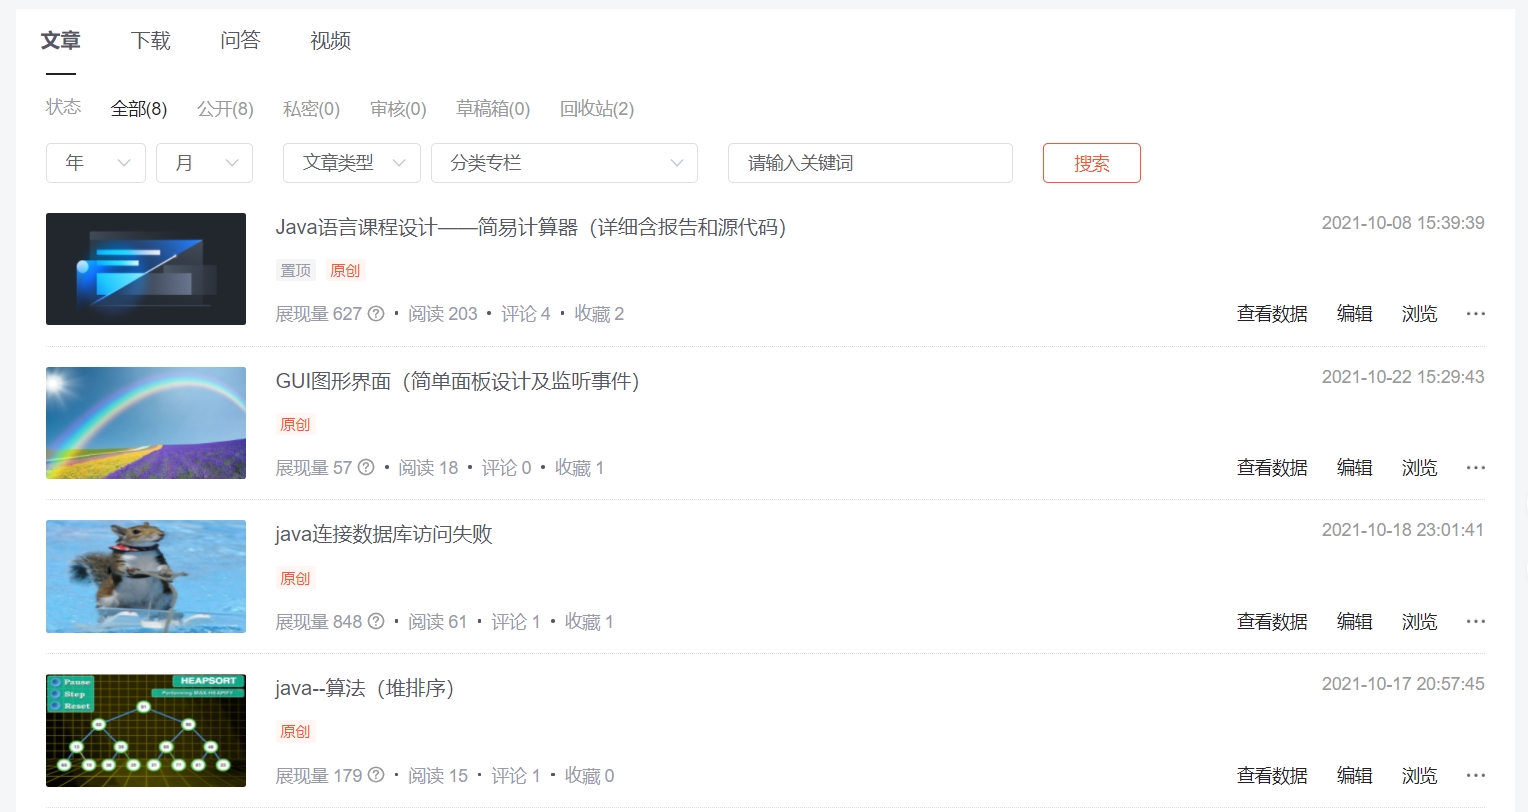 文章 下载 问答 视频
状态 全部(8) 公开(8) 私密(0) 审核(0) 草稿箱(0) 回收站(2)
年 月 文章类型 分类专栏 请输入关键词 搜索
Java语言课程设计——简易计算器（详细含报告和源代码） 2021-10-08 15:39:39
置顶 原创
展现量 627 ? · 阅读 203 · 评论 4 · 收藏 2 查看数据 编辑 浏览 ···
GUI图形界面（简单面板设计及监听事件） 2021-10-22 15:29:43
原创
展现量 57 ? · 阅读 18 · 评论 0 · 收藏 1 查看数据 编辑 浏览 ···
java连接数据库访问失败 2021-10-18 23:01:41
原创
展现量 848 ? · 阅读 61 · 评论 1 · 收藏 1 查看数据 编辑 浏览 ···
Pause HEAPSORT
Step Performing MAX-HEAPIFY
Reset
java--算法（堆排序） 2021-10-17 20:57:45
原创
展现量 179 ? · 阅读 15 · 评论 1 · 收藏 0 查看数据 编辑 浏览 ···